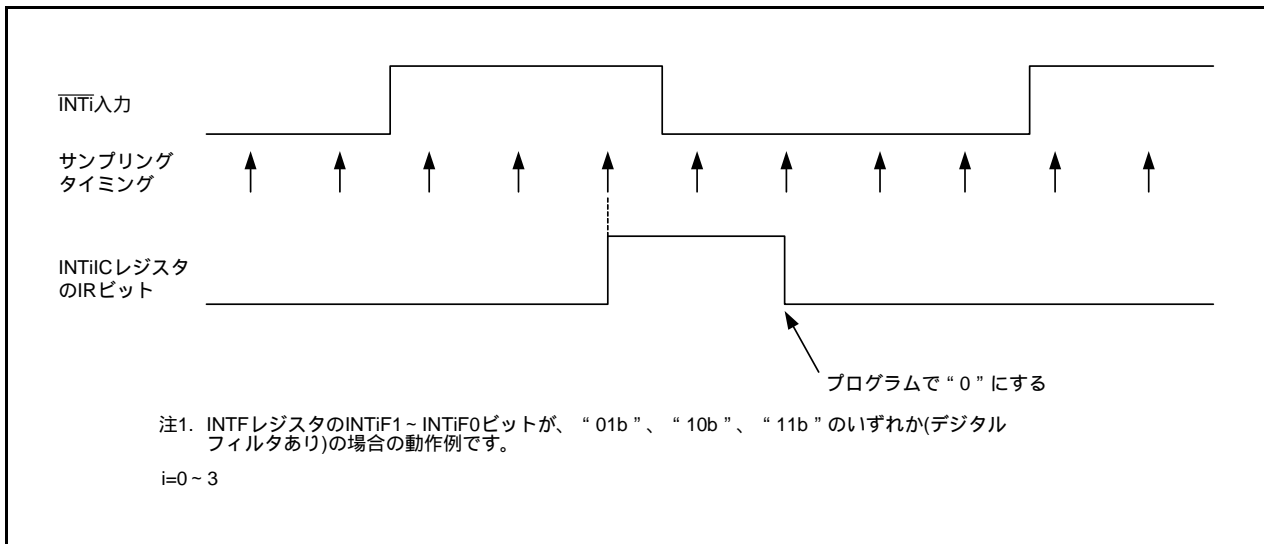 INTi入力
サンプリング
タイミング
INTiICレジスタ
のIRビット
プログラムで“0”にする
注1. INTFレジスタのINTiF1~INTiF0ビットが、“01b”、“10b”、“11b”のいずれか(デジタル
フィルタあり)の場合の動作例です。
i=0~3